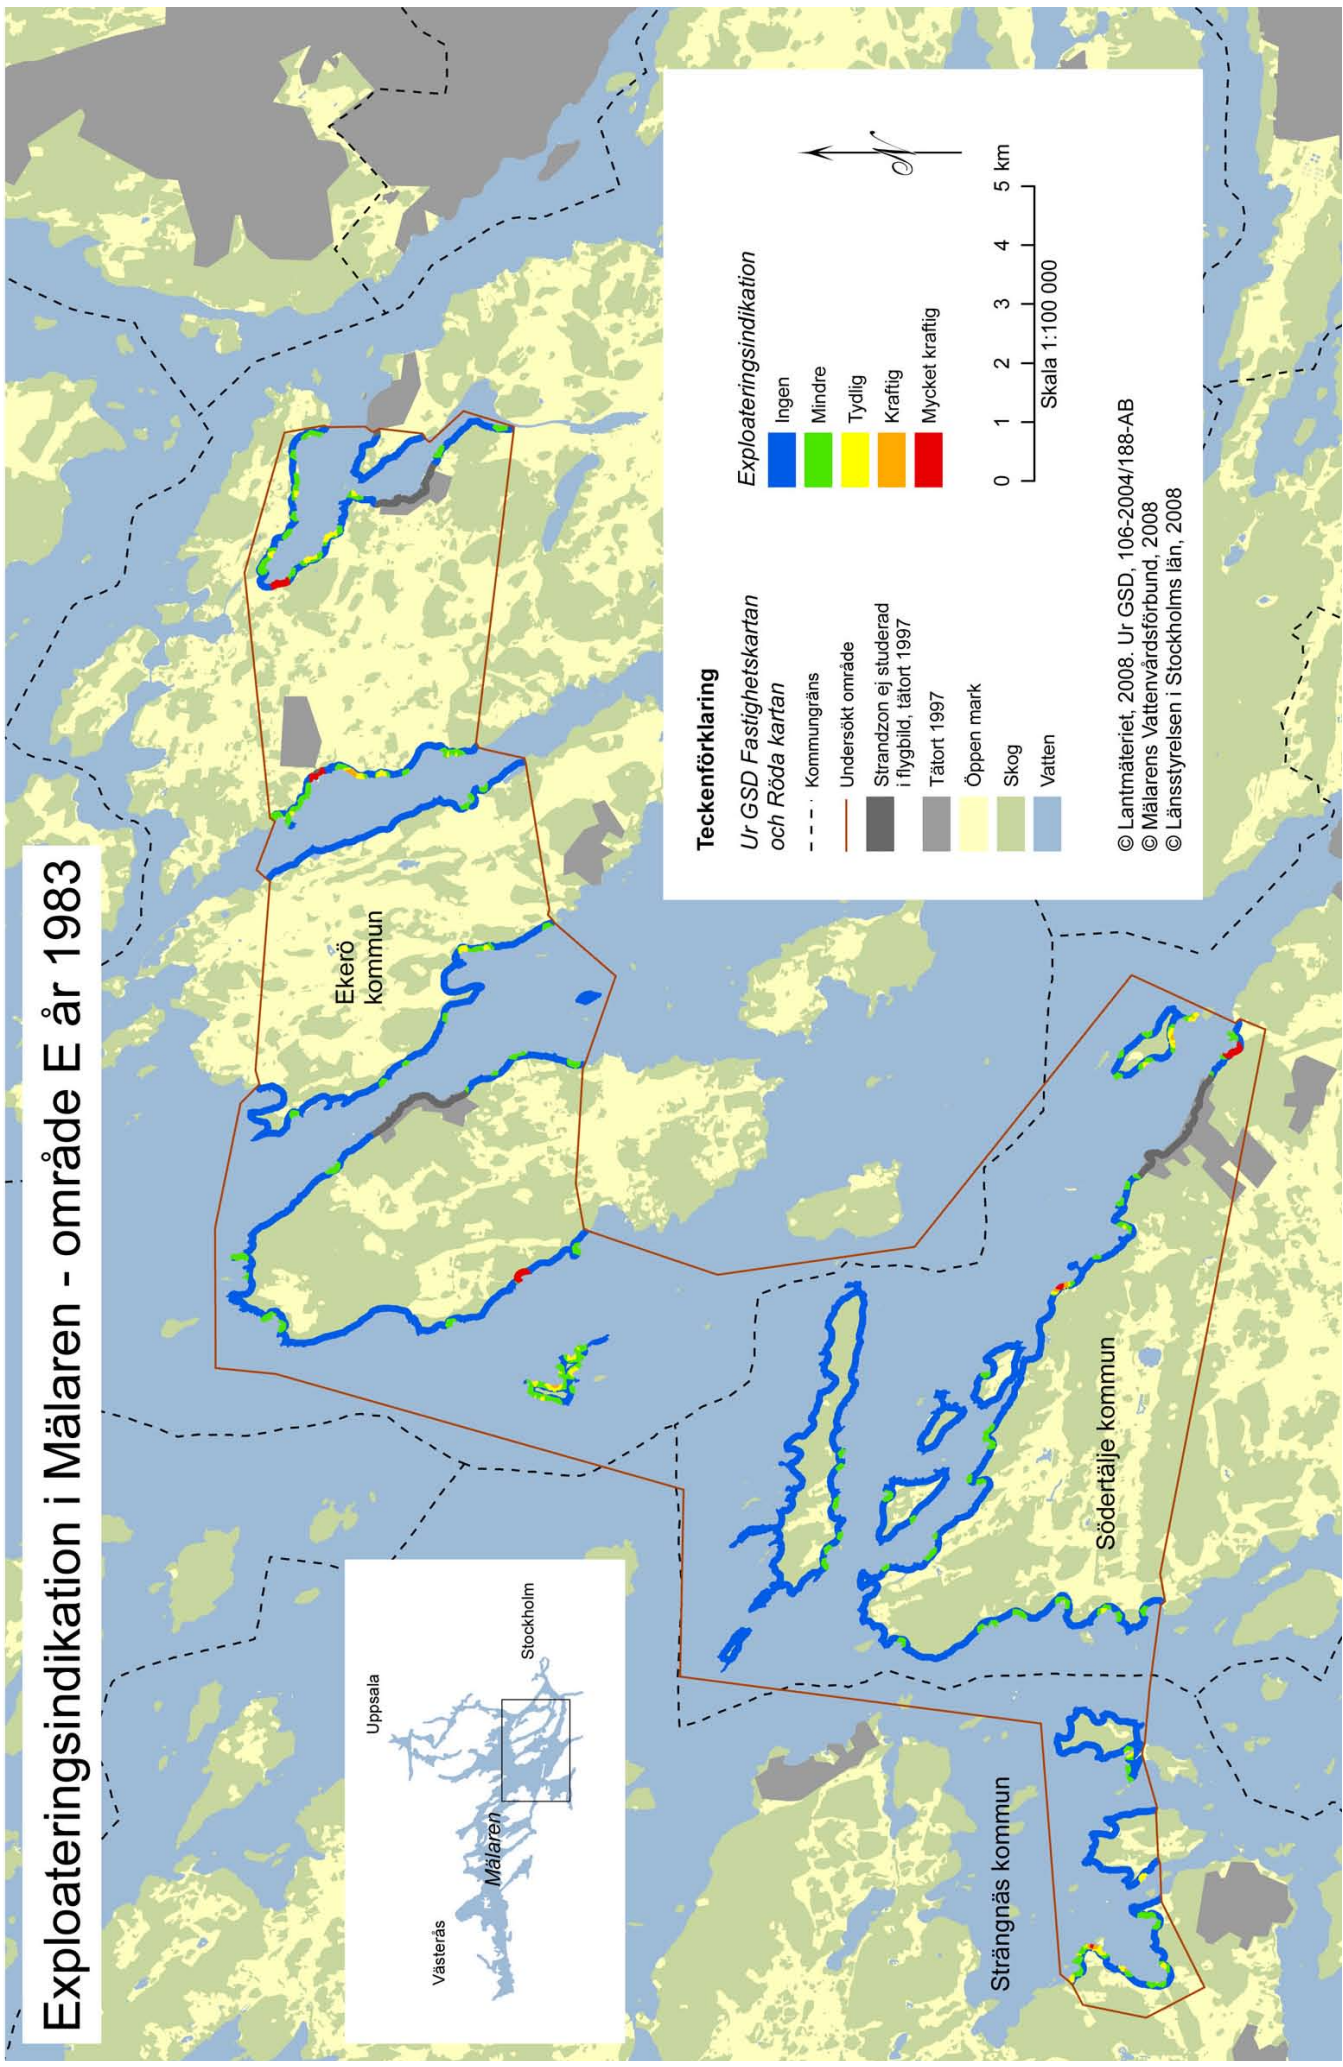 Exploateringsindikation i Mälaren - område E år 1983
Ekerö
kommun
Södertälje kommun
Strängnäs kommun
Västerås
Mälaren
Uppsala
Stockholm
Teckenförklaring
Ur GSD Fastighetskartan
och Röda kartan
Kommungräns
Undersökt område
Strandzon ej studerad
i flygbild, tätort 1997
Tätort 1997
Öppen mark
Skog
Vatten
Exploateringsindikation
Ingen
Mindre
Tydlig
Kraftig
Mycket kraftig
N
0 1 2 3 4 5 km
Skala 1:100 000
© Lantmäteriet, 2008. Ur GSD, 106-2004/188-AB
© Mälarens Vattenvårdsförbund, 2008
© Länsstyrelsen i Stockholms län, 2008